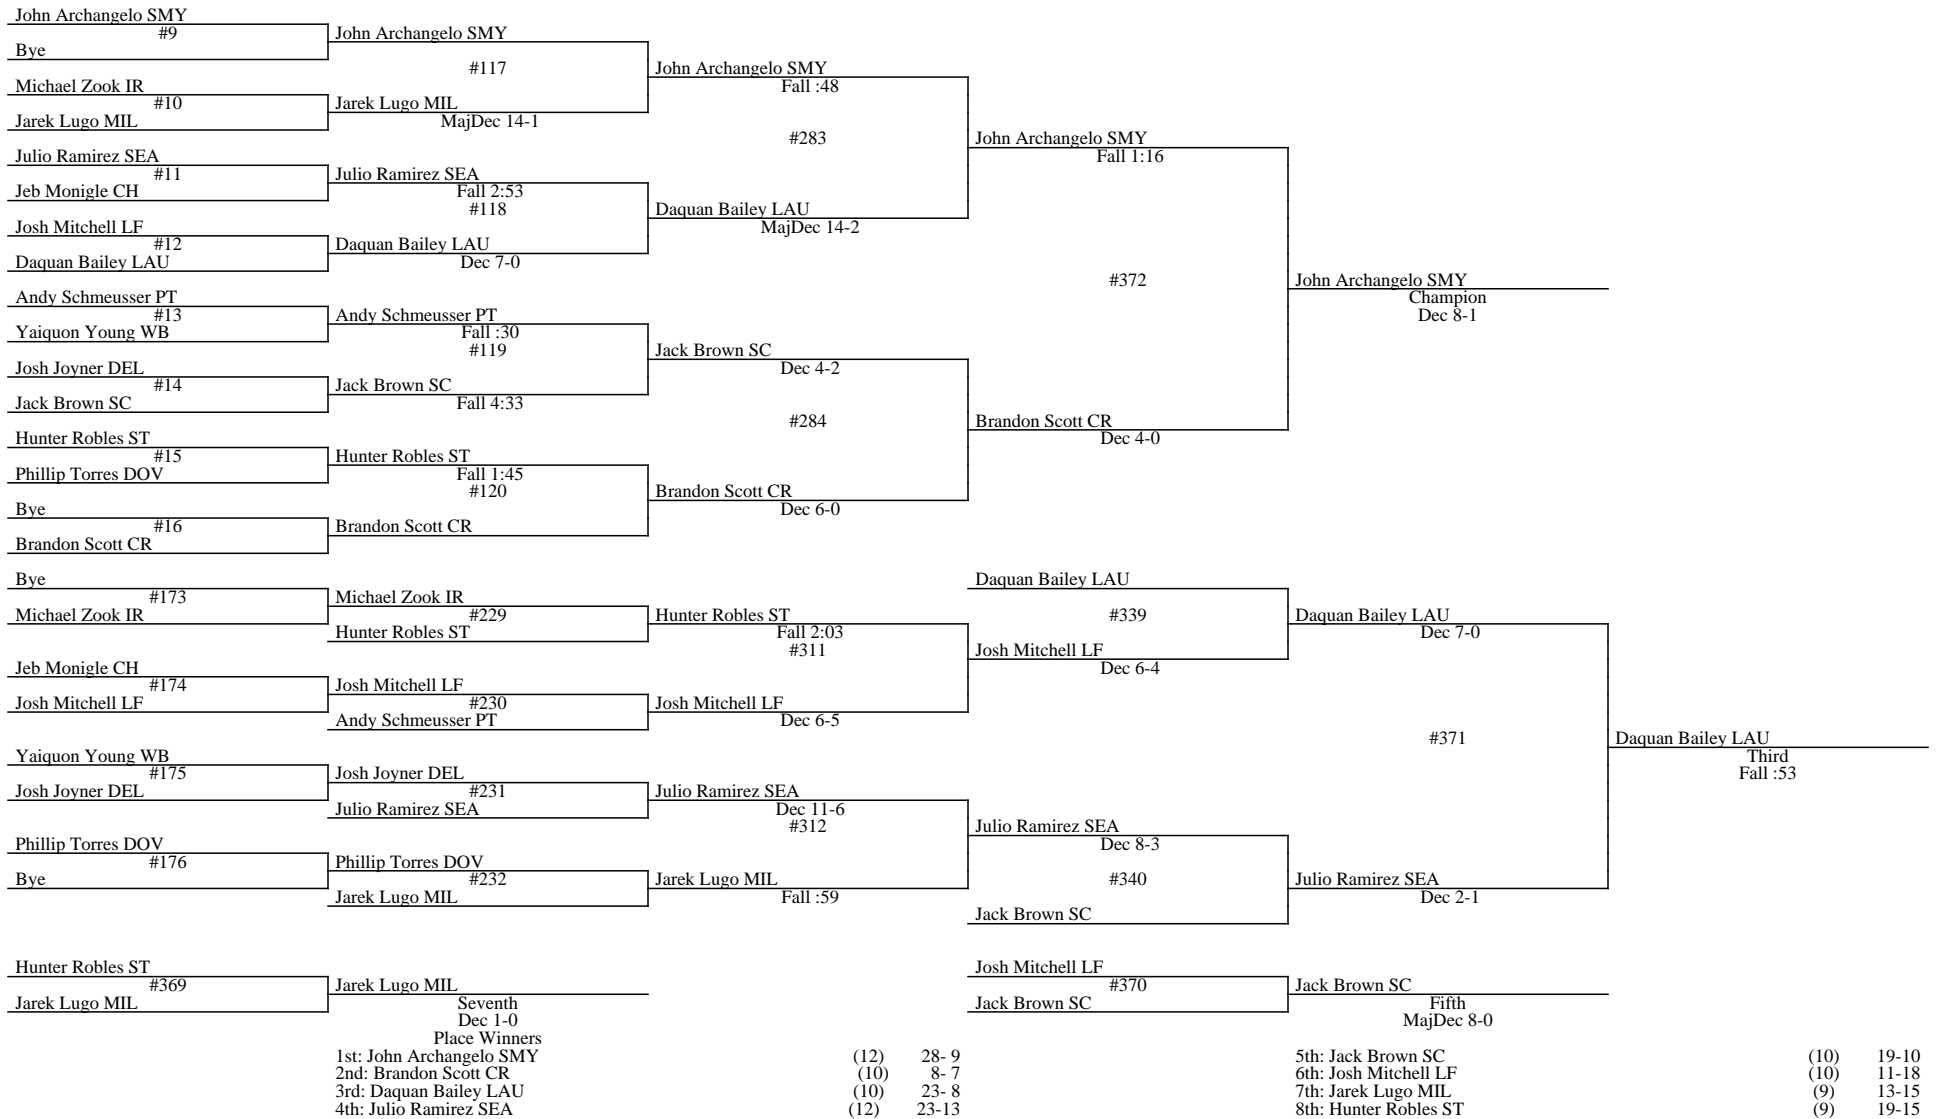 John Archangelo SMY
#9
Bye
John Archangelo SMY
#117
Michael Zook IR
#10
Jarek Lugo MIL
Jarek Lugo MIL
MajDec 14-1
John Archangelo SMY
Fall :48
#283
Julio Ramirez SEA
#11
Jeb Monigle CH
Julio Ramirez SEA
Fall 2:53
#118
Josh Mitchell LF
#12
Daquan Bailey LAU
Daquan Bailey LAU
Dec 7-0
Daquan Bailey LAU
MajDec 14-2
John Archangelo SMY
Fall 1:16
#372
Andy Schmeusser PT
#13
Yaiquon Young WB
Andy Schmeusser PT
Fall :30
#119
Josh Joyner DEL
#14
Jack Brown SC
Jack Brown SC
Fall 4:33
Jack Brown SC
Dec 4-2
#284
Hunter Robles ST
#15
Phillip Torres DOV
Hunter Robles ST
Fall 1:45
#120
Bye
#16
Brandon Scott CR
Brandon Scott CR
Brandon Scott CR
Dec 6-0
Brandon Scott CR
Dec 4-0
John Archangelo SMY
Champion
Dec 8-1
Bye
#173
Michael Zook IR
Michael Zook IR
#229
Hunter Robles ST
Hunter Robles ST
Fall 2:03
#311
Jeb Monigle CH
#174
Josh Mitchell LF
Josh Mitchell LF
#230
Andy Schmeusser PT
Josh Mitchell LF
Dec 6-5
Daquan Bailey LAU
#339
Josh Mitchell LF
Dec 6-4
Daquan Bailey LAU
Dec 7-0
#371
Yaiquon Young WB
#175
Josh Joyner DEL
Josh Joyner DEL
#231
Julio Ramirez SEA
Julio Ramirez SEA
Dec 11-6
#312
Phillip Torres DOV
#176
Bye
Phillip Torres DOV
#232
Jarek Lugo MIL
Jarek Lugo MIL
Fall :59
Julio Ramirez SEA
Dec 8-3
#340
Jack Brown SC
Julio Ramirez SEA
Dec 2-1
Daquan Bailey LAU
Third
Fall :53
Hunter Robles ST
#369
Jarek Lugo MIL
Jarek Lugo MIL
Seventh
Dec 1-0
Josh Mitchell LF
#370
Jack Brown SC
Jack Brown SC
Fifth
MajDec 8-0
Place Winners
1st: John Archangelo SMY (12) 28- 9
2nd: Brandon Scott CR (10) 8- 7
3rd: Daquan Bailey LAU (10) 23- 8
4th: Julio Ramirez SEA (12) 23-13
5th: Jack Brown SC (10) 19-10
6th: Josh Mitchell LF (10) 11-18
7th: Jarek Lugo MIL (9) 13-15
8th: Hunter Robles ST (9) 19-15